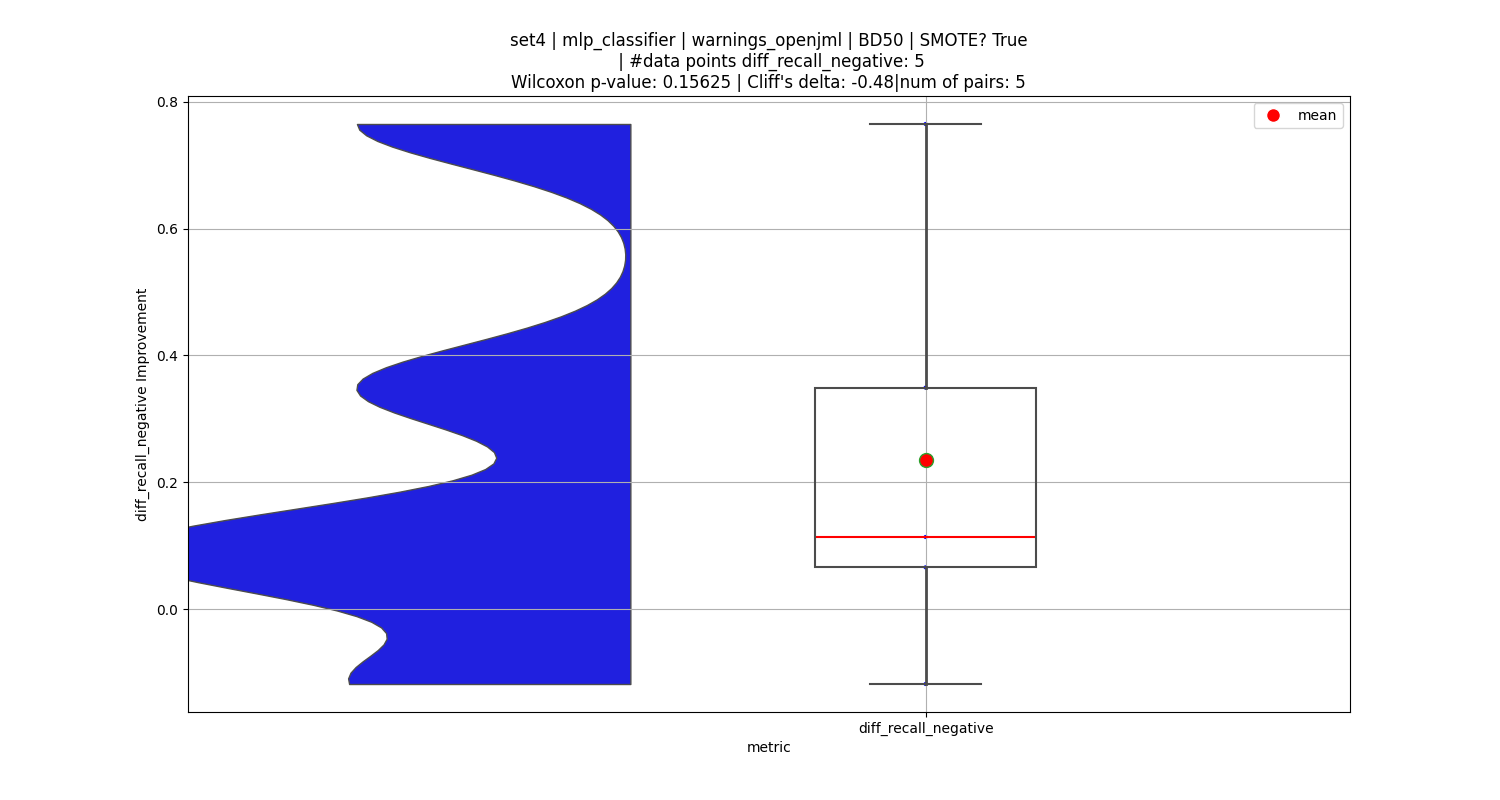 set4 | mlp_classifier | warnings_openjml | BD50 | SMOTE? True
| #data points diff_recall_negative: 5
Wilcoxon p-value: 0.15625 | Cliff's delta: -0.48|num of pairs: 5
mean
0.8
0.6
0.4
0.2
0.0
diff_recall_negative Improvement
diff_recall_negative
metric